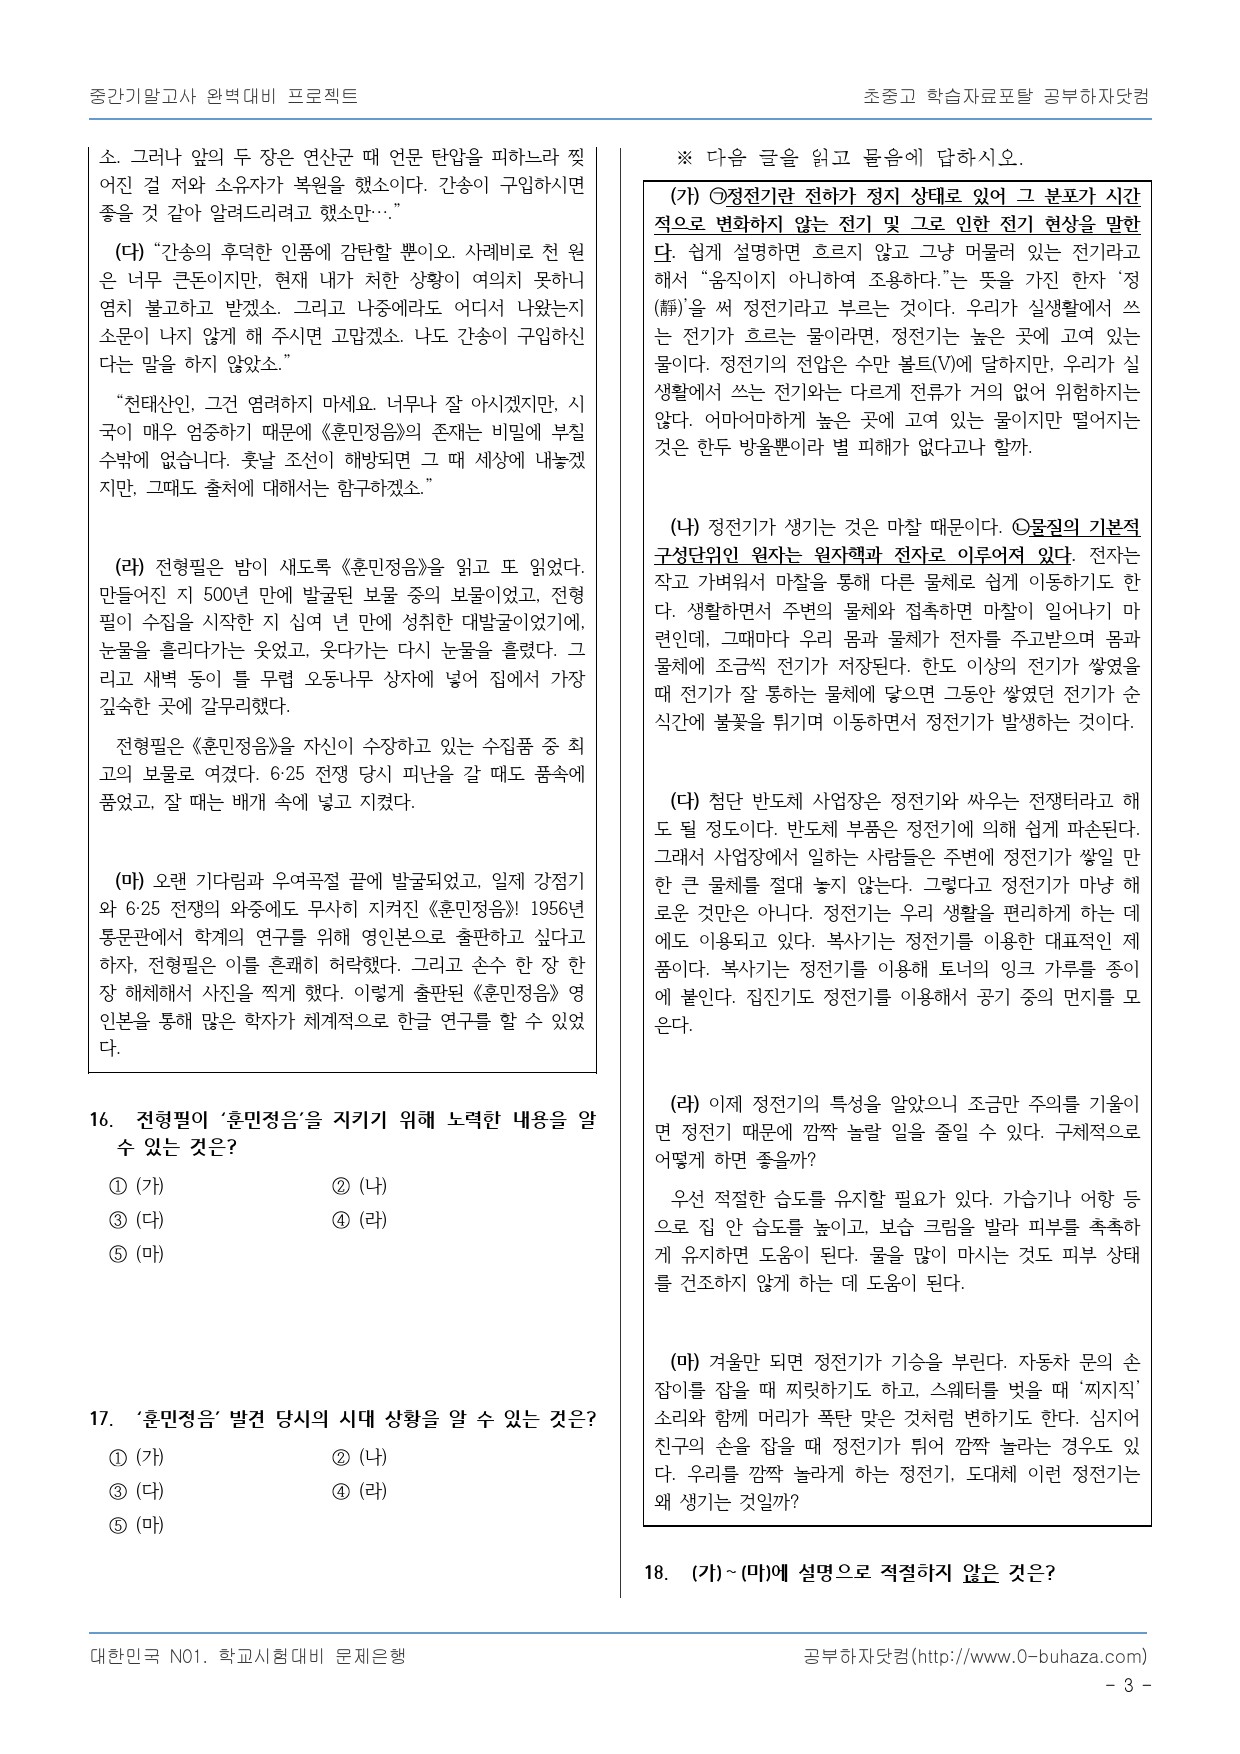 중간기말고사 완벽대비 프로젝트
초중고 학습자료포탈 공부하자닷컴
소. 그러나 앞의 두 장은 연산군 때 언문 탄압을 피하느라 찢
어진 걸 저와 소유자가 복원을 했소이다. 간송이 구입하시면
좋을 것 같아 알려드리려고 했소만….”
(다) “간송의 후덕한 인품에 감탄할 뿐이오. 사례비로 천 원
은 너무 큰돈이지만, 현재 내가 처한 상황이 여의치 못하니
염치 불고하고 받겠소. 그리고 나중에라도 어디서 나왔는지
소문이 나지 않게 해 주시면 고맙겠소. 나도 간송이 구입하신
다는 말을 하지 않았소.”
“천태산인, 그건 염려하지 마세요. 너무나 잘 아시겠지만, 시
국이 매우 엄중하기 때문에 《훈민정음》의 존재는 비밀에 부칠
수밖에 없습니다. 훗날 조선이 해방되면 그 때 세상에 내놓겠
지만, 그때도 출처에 대해서는 함구하겠소.”
(라) 전형필은 밤이 새도록 《훈민정음》을 읽고 또 읽었다.
만들어진 지 500년 만에 발굴된 보물 중의 보물이었고, 전형
필이 수집을 시작한 지 십여 년 만에 성취한 대발굴이었기에,
눈물을 흘리다가는 웃었고, 웃다가는 다시 눈물을 흘렸다. 그
리고 새벽 동이 틀 무렵 오동나무 상자에 넣어 집에서 가장
깊숙한 곳에 갈무리했다.
전형필은 《훈민정음》을 자신이 수장하고 있는 수집품 중 최
고의 보물로 여겼다. 6·25 전쟁 당시 피난을 갈 때도 품속에
품었고, 잘 때는 배개 속에 넣고 지켰다.
(마) 오랜 기다림과 우여곡절 끝에 발굴되었고, 일제 강점기
와 6·25 전쟁의 와중에도 무사히 지켜진 《훈민정음》! 1956년
통문관에서 학계의 연구를 위해 영인본으로 출판하고 싶다고
하자, 전형필은 이를 흔쾌히 허락했다. 그리고 손수 한 장 한
장 해체해서 사진을 찍게 했다. 이렇게 출판된 《훈민정음》 영
인본을 통해 많은 학자가 체계적으로 한글 연구를 할 수 있었
다.
16. 전형필이 ‘훈민정음’을 지키기 위해 노력한 내용을 알
수 있는 것은?
① (가) ② (나)
③ (다) ④ (라)
⑤ (마)
17. ‘훈민정음’ 발견 당시의 시대 상황을 알 수 있는 것은?
① (가) ② (나)
③ (다) ④ (라)
⑤ (마)
※ 다음 글을 읽고 물음에 답하시오.
(가) ㉠정전기란 전하가 정지 상태로 있어 그 분포가 시간
적으로 변화하지 않는 전기 및 그로 인한 전기 현상을 말한
다. 쉽게 설명하면 흐르지 않고 그냥 머물러 있는 전기라고
해서 “움직이지 아니하여 조용하다.”는 뜻을 가진 한자 ‘정
(靜)’을 써 정전기라고 부르는 것이다. 우리가 실생활에서 쓰
는 전기가 흐르는 물이라면, 정전기는 높은 곳에 고여 있는
물이다. 정전기의 전압은 수만 볼트(V)에 달하지만, 우리가 실
생활에서 쓰는 전기와는 다르게 전류가 거의 없어 위험하지는
않다. 어마어마하게 높은 곳에 고여 있는 물이지만 떨어지는
것은 한두 방울뿐이라 별 피해가 없다고나 할까.
(나) 정전기가 생기는 것은 마찰 때문이다. ㉡물질의 기본적
구성단위인 원자는 원자핵과 전자로 이루어져 있다. 전자는
작고 가벼워서 마찰을 통해 다른 물체로 쉽게 이동하기도 한
다. 생활하면서 주변의 물체와 접촉하면 마찰이 일어나기 마
련인데, 그때마다 우리 몸과 물체가 전자를 주고받으며 몸과
물체에 조금씩 전기가 저장된다. 한도 이상의 전기가 쌓였을
때 전기가 잘 통하는 물체에 닿으면 그동안 쌓였던 전기가 순
식간에 불꽃을 튀기며 이동하면서 정전기가 발생하는 것이다.
(다) 첨단 반도체 사업장은 정전기와 싸우는 전쟁터라고 해
도 될 정도이다. 반도체 부품은 정전기에 의해 쉽게 파손된다.
그래서 사업장에서 일하는 사람들은 주변에 정전기가 쌓일 만
한 큰 물체를 절대 놓지 않는다. 그렇다고 정전기가 마냥 해
로운 것만은 아니다. 정전기는 우리 생활을 편리하게 하는 데
에도 이용되고 있다. 복사기는 정전기를 이용한 대표적인 제
품이다. 복사기는 정전기를 이용해 토너의 잉크 가루를 종이
에 붙인다. 집진기도 정전기를 이용해서 공기 중의 먼지를 모
은다.
(라) 이제 정전기의 특성을 알았으니 조금만 주의를 기울이
면 정전기 때문에 깜짝 놀랄 일을 줄일 수 있다. 구체적으로
어떻게 하면 좋을까?
우선 적절한 습도를 유지할 필요가 있다. 가습기나 어항 등
으로 집 안 습도를 높이고, 보습 크림을 발라 피부를 촉촉하
게 유지하면 도움이 된다. 물을 많이 마시는 것도 피부 상태
를 건조하지 않게 하는 데 도움이 된다.
(마) 겨울만 되면 정전기가 기승을 부린다. 자동차 문의 손
잡이를 잡을 때 찌릿하기도 하고, 스웨터를 벗을 때 ‘찌지직’
소리와 함께 머리가 폭탄 맞은 것처럼 변하기도 한다. 심지어
친구의 손을 잡을 때 정전기가 튀어 깜짝 놀라는 경우도 있
다. 우리를 깜짝 놀라게 하는 정전기, 도대체 이런 정전기는
왜 생기는 것일까?
18. (가)~(마)에 설명으로 적절하지 않은 것은?
대한민국 N01. 학교시험대비 문제은행
공부하자닷컴(http://www.0-buhaza.com)
- 3 -